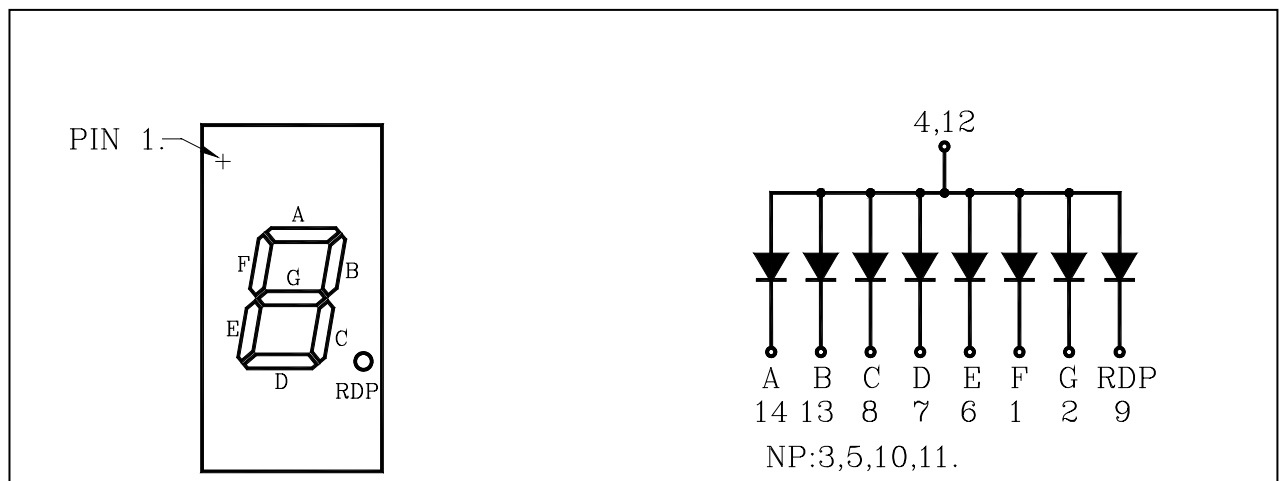 PIN 1.
A
F
G
B
E
C
D
RDP
4,12
A B C D E F G RDP
14 13 8 7 6 1 2 9
NP:3,5,10,11.